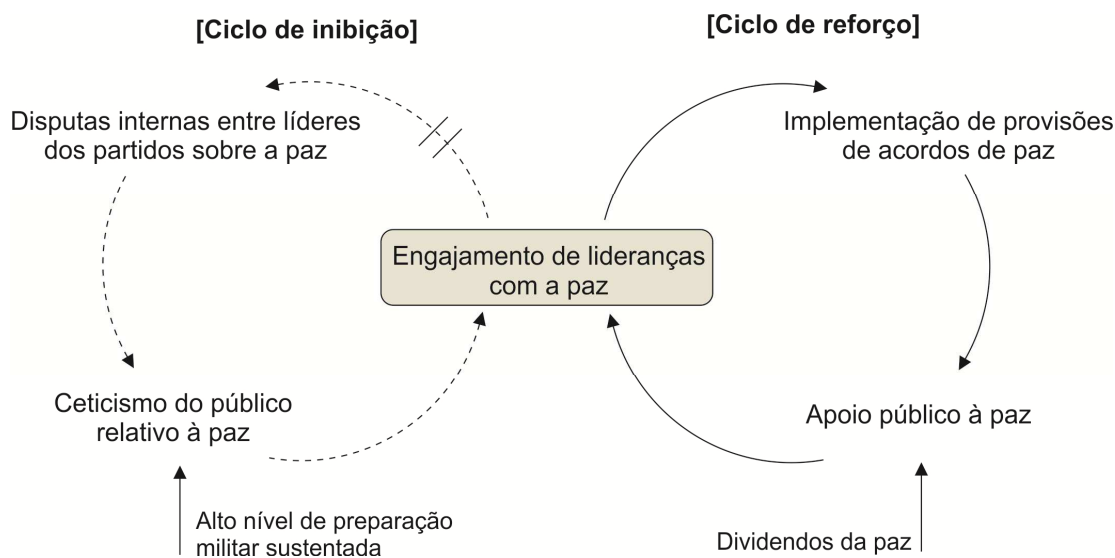 [Ciclo de inibição]
[Ciclo de reforço]
Disputas internas entre líderes
dos partidos sobre a paz
Implementação de provisões
de acordos de paz
Engajamento de lideranças
com a paz
Ceticismo do público
relativo à paz
Apoio público à paz
Alto nível de preparação
militar sustentada
Dividendos da paz